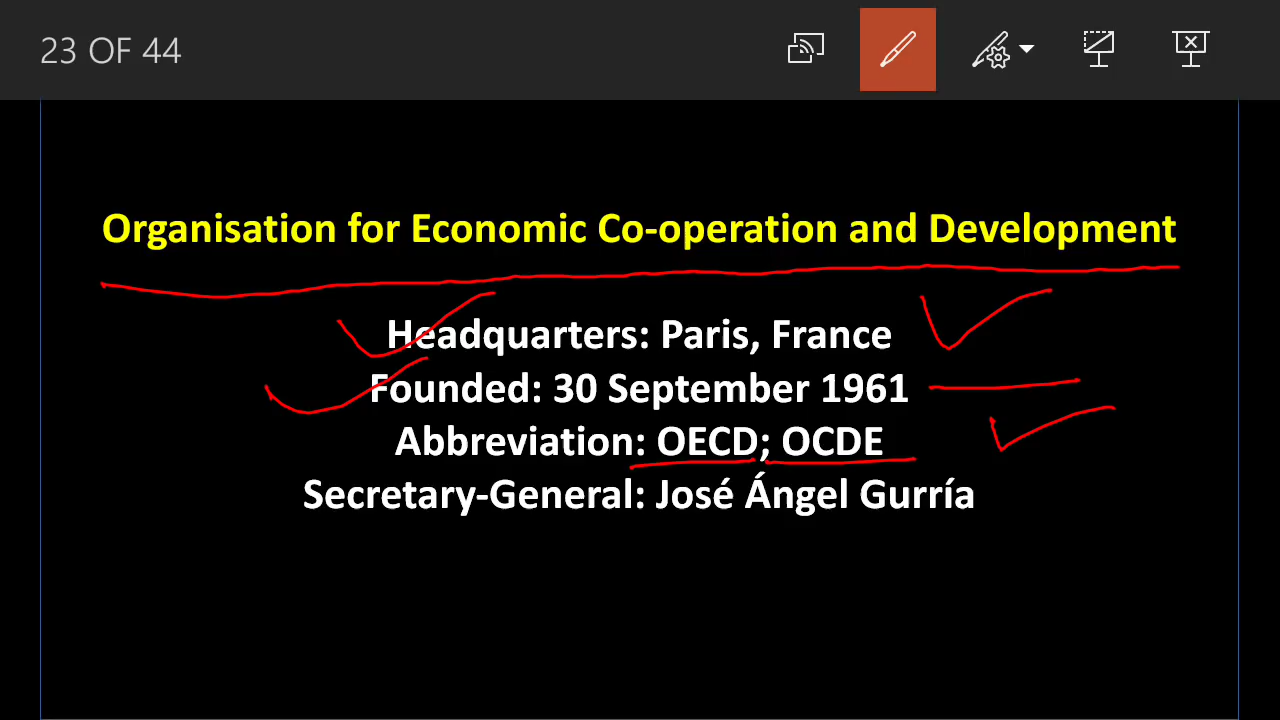 23 OF 44
Organisation for Economic Co-operation and Development
Headquarters: Paris, France
Founded: 30 September 1961
Abbreviation: OECD; OCDE
Secretary-General: José Ángel Gurría